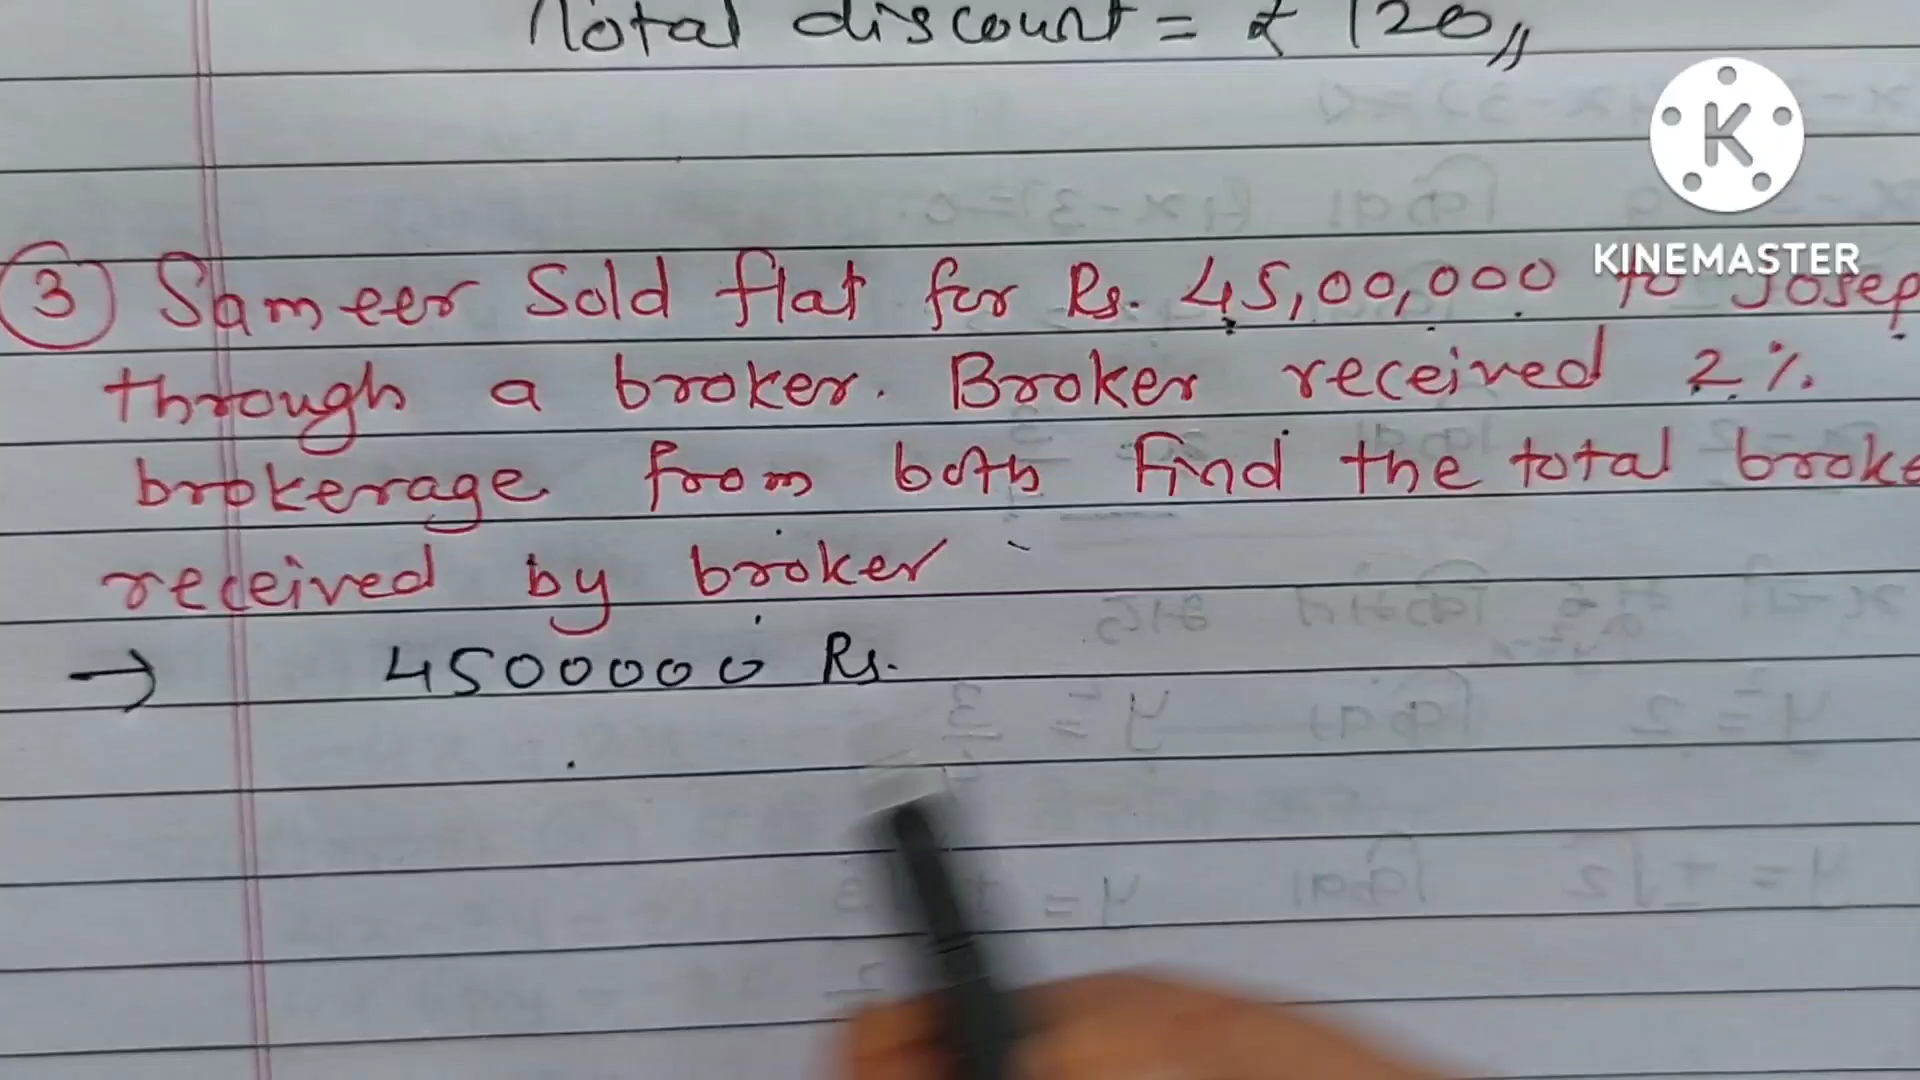 Total discount = ₹ 120,,
KINEMASTER
3 Sameer Sold flat for Rs. 45,00,000 to Josep
through a broker. Broker received 2%
brokerage from both Find the total broke
received by broker
→ 4500000 Rs.